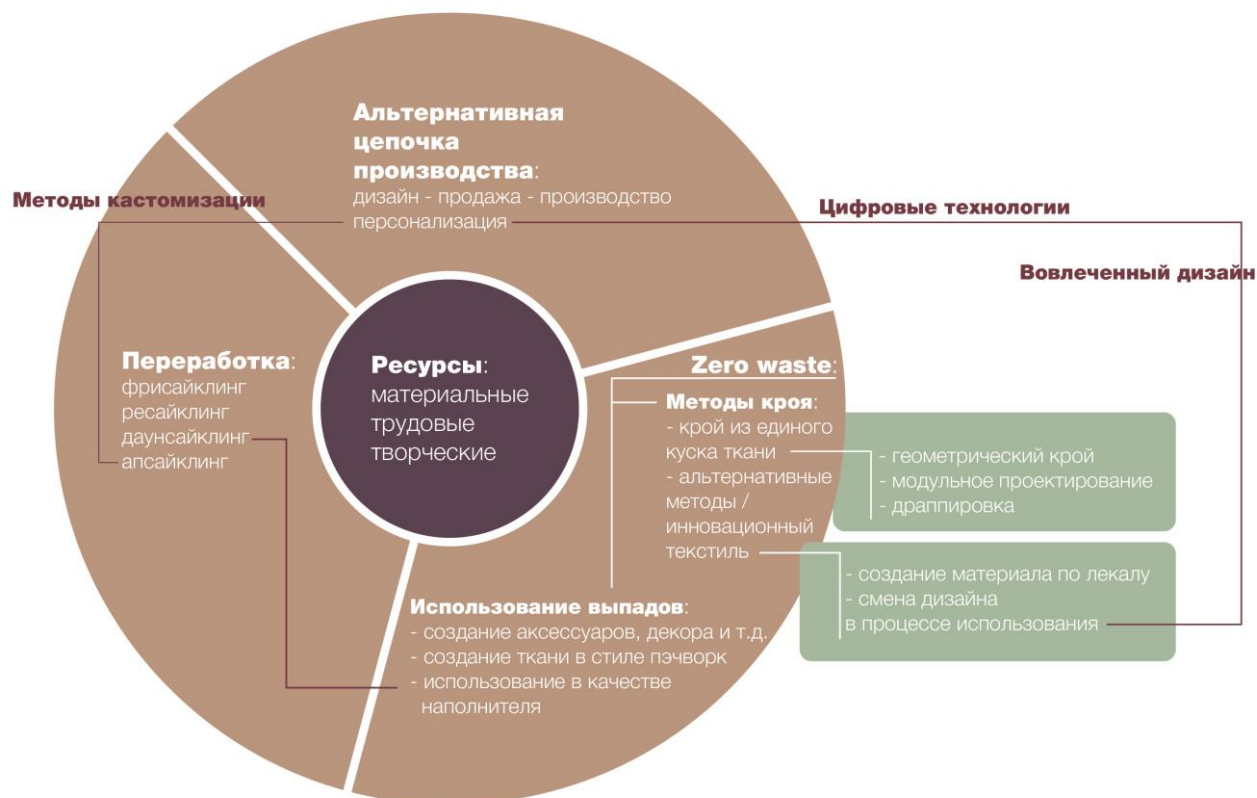 Альтернативная
цепочка
производства:
дизайн - продажа - производство
персонализация
Методы кастомизации
Цифровые технологии
Вовлеченный дизайн
Переработка:
фрисайклинг
ресайклинг
даунсайклинг
апсайклинг
Ресурсы:
материальные
трудовые
творческие
Zero waste:
Методы кроя:
- крой из единого
куска ткани
- альтернативные
методы /
инновационный
текстиль
- геометрический крой
- модульное проектирование
- драппировка
- создание материала по лекалу
- смена дизайна
в процессе использования
Использование выпадов:
- создание аксессуаров, декора и т.д.
- создание ткани в стиле пэчворк
- использование в качестве
наполнителя